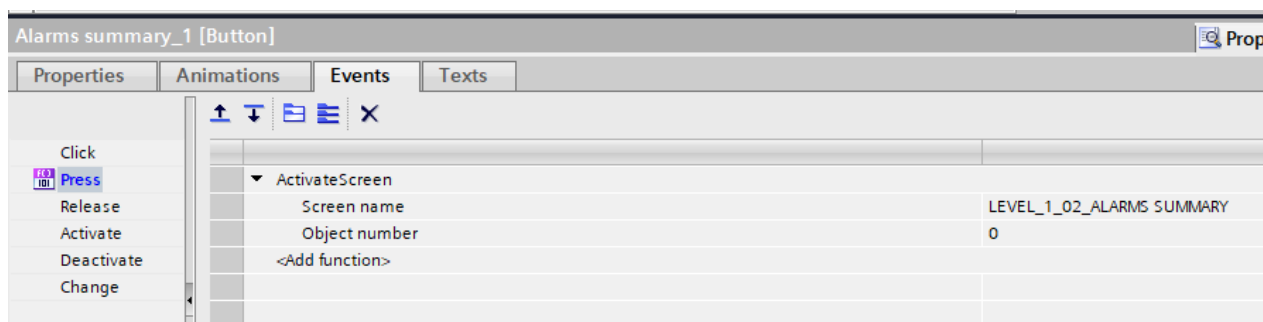 Alarms summary_1 [Button]
Prop
Properties Animations Events Texts
Click
Press
Release
Activate
Deactivate
Change
ActivateScreen
Screen name LEVEL_1_02_ALARMS SUMMARY
Object number 0
<Add function>